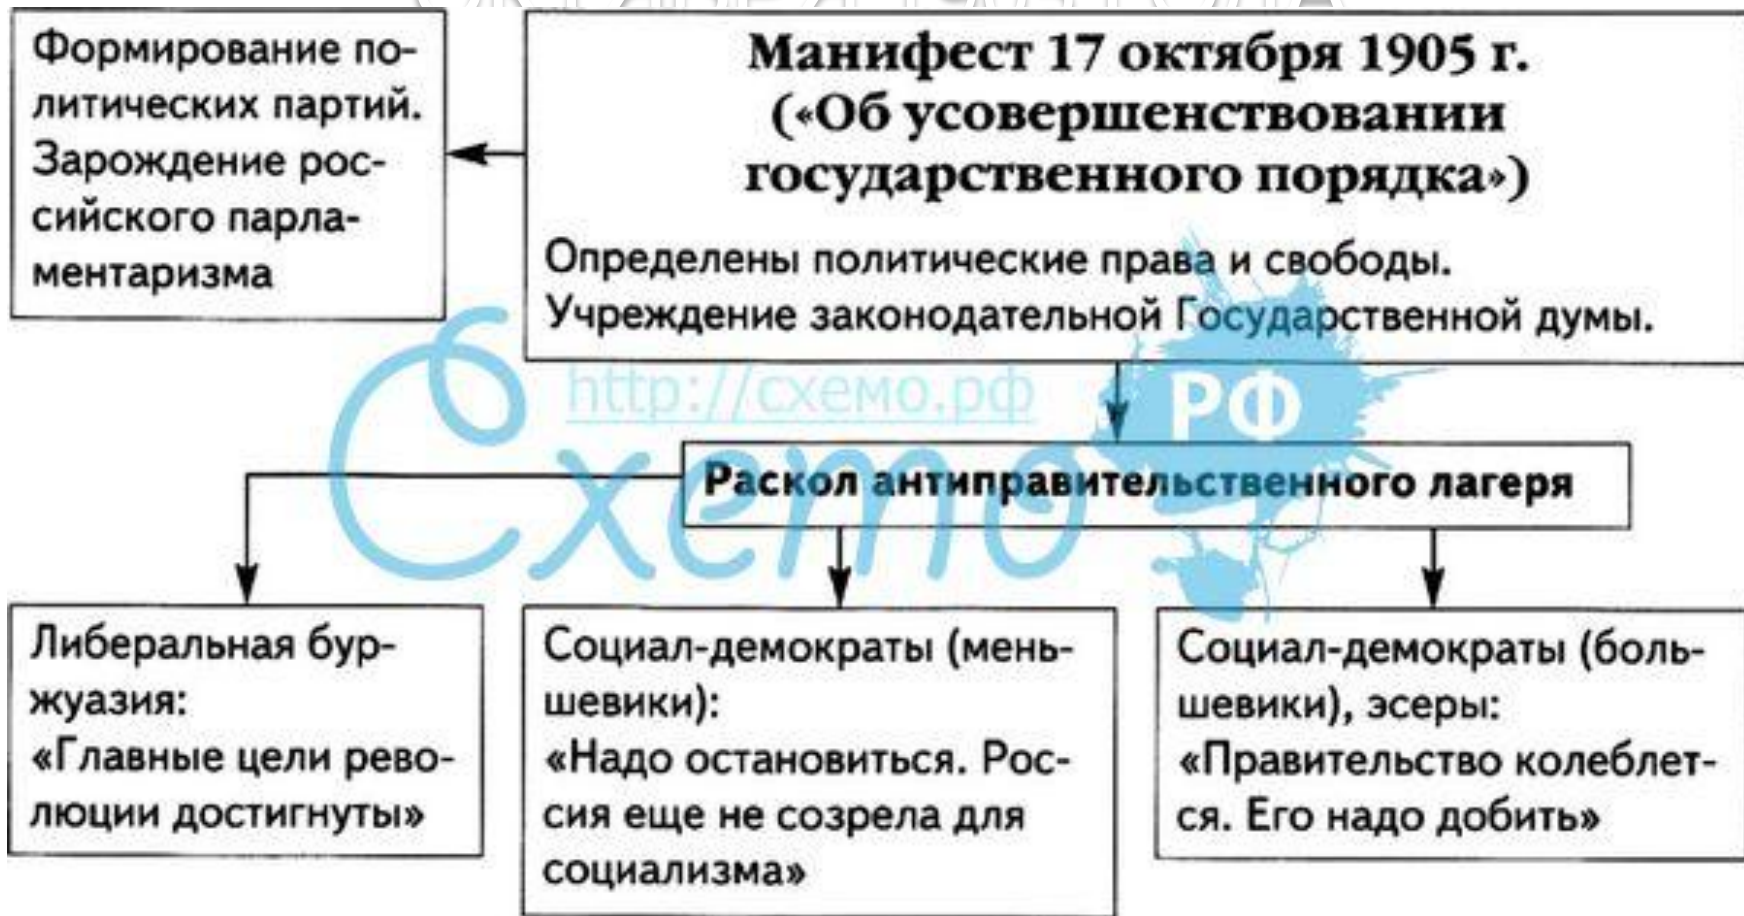 Формирование по-
литических партий.
Зарождение рос-
сийского парла-
ментаризма
Манифест 17 октября 1905 г.
(«Об усовершенствовании
государственного порядка»)
Определены политические права и свободы.
Учреждение законодательной Государственной думы.
http://схемо.рф
Схемо
РФ
Раскол антиправительственного лагеря
Либеральная бур-
жуазия:
«Главные цели рево-
люции достигнуты»
Социал-демократы (мень-
шевики):
«Надо остановиться. Рос-
сия еще не созрела для
социализма»
Социал-демократы (боль-
шевики), эсеры:
«Правительство колеблет-
ся. Его надо добить»